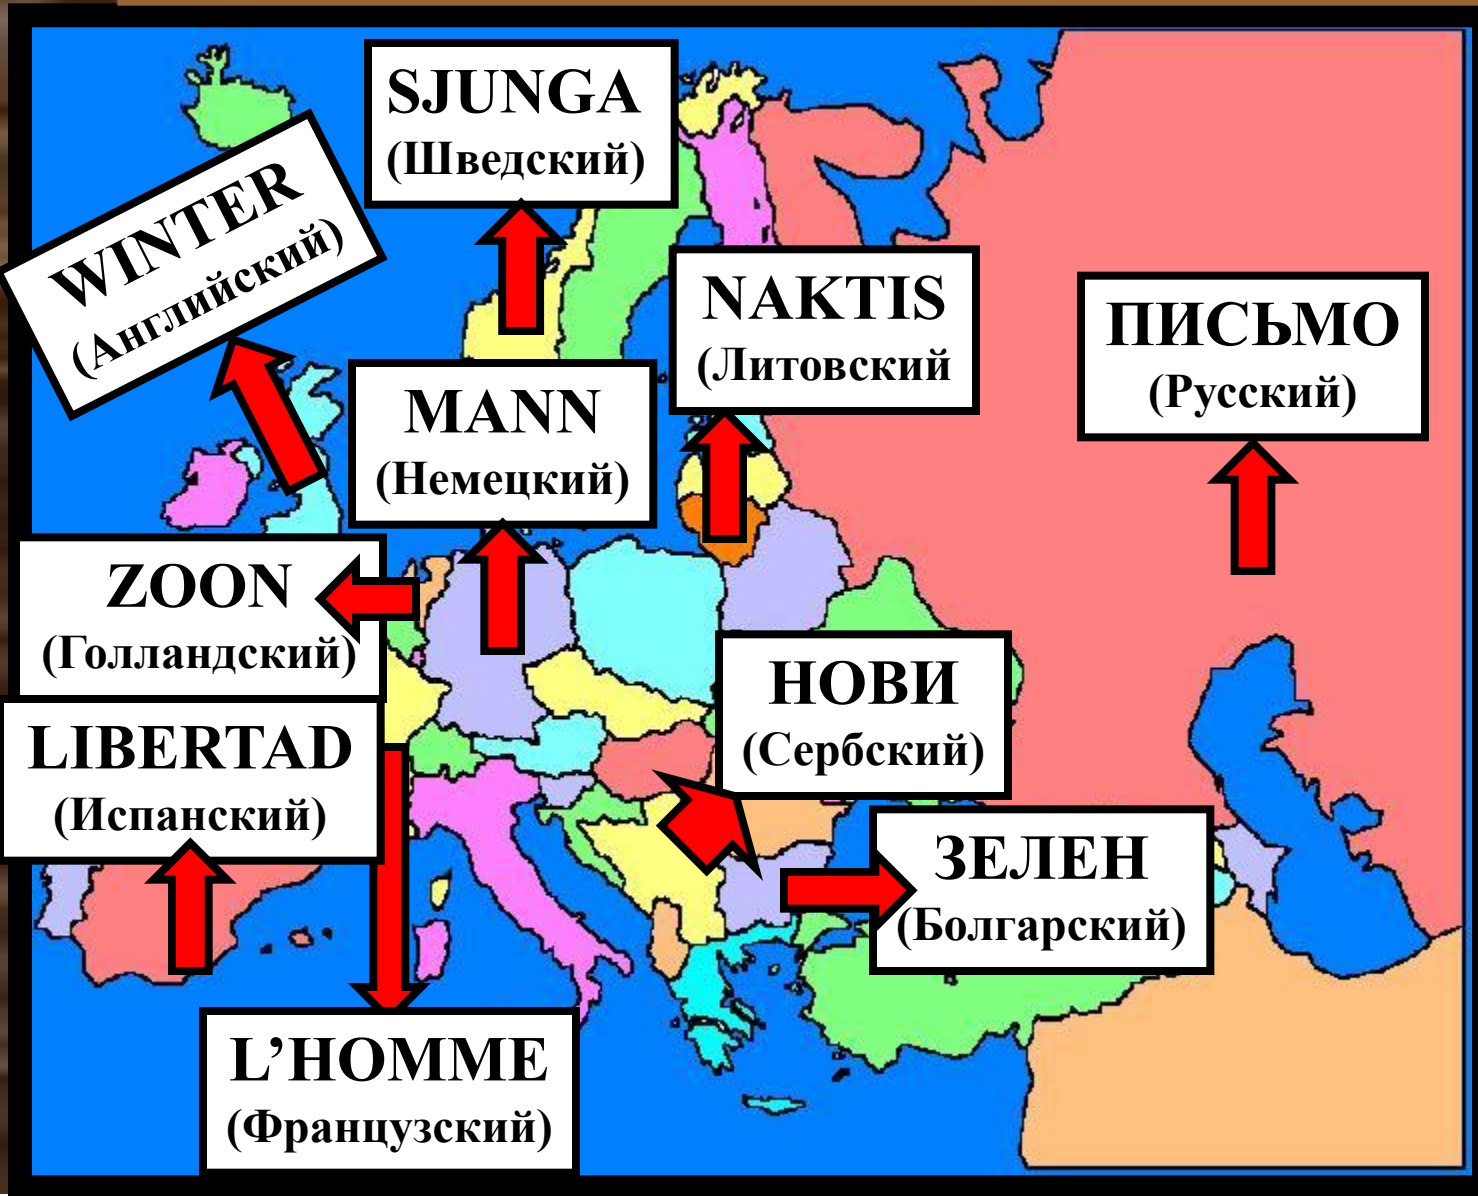 SJUNGA
(Шведский)
WINTER
(Английский)
NAKTIS
(Литовский
ПИСЬМО
(Русский)
MANN
(Немецкий)
ZOON
(Голландский)
НОВИ
(Сербский)
LIBERTAD
(Испанский)
ЗЕЛЕН
(Болгарский)
L’HOMME
(Французский)